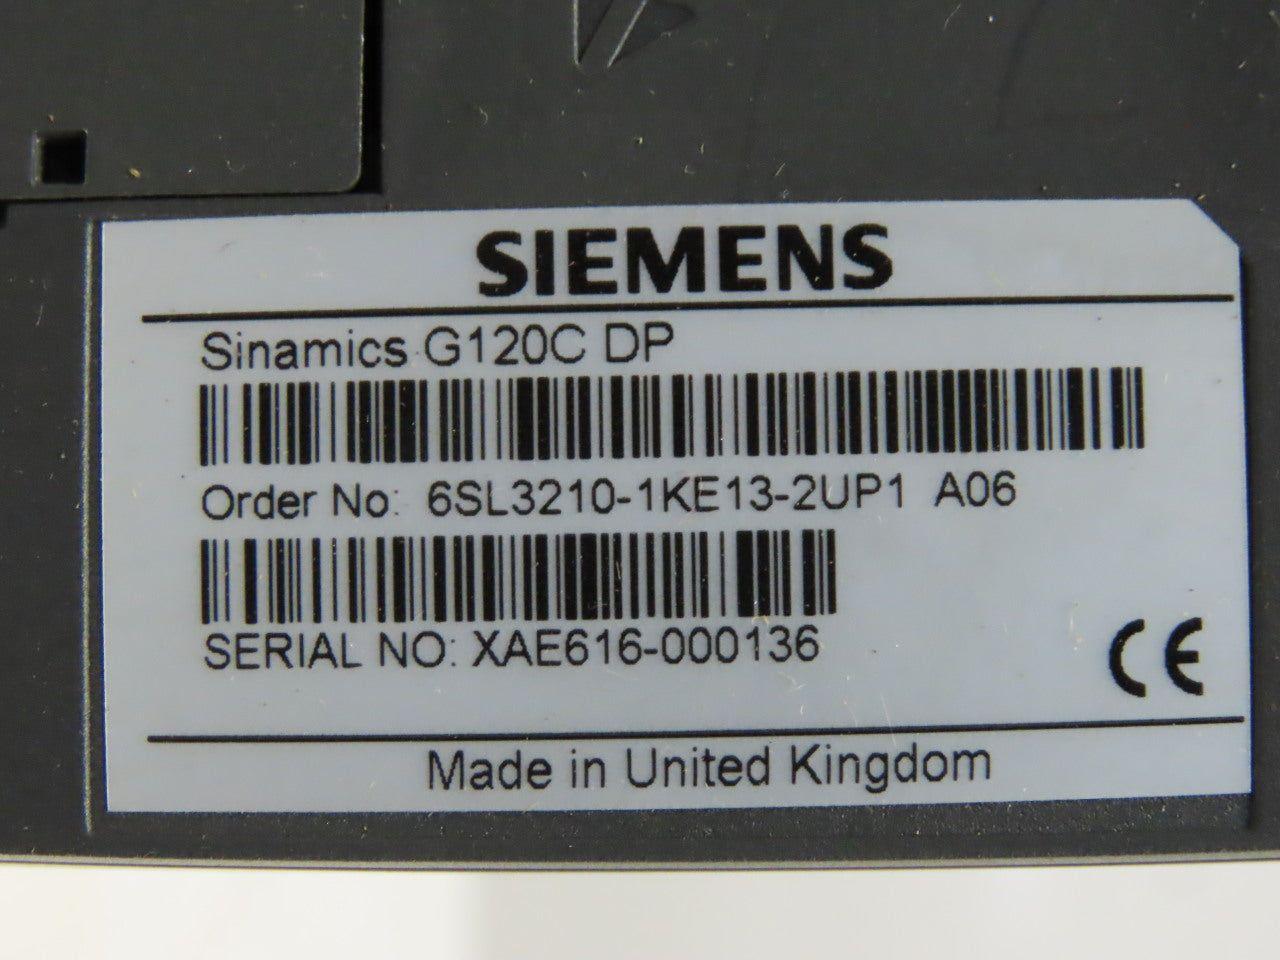 SIEMENS
Sinamics G120C DP
Order No: 6SL3210-1KE13-2UP1 A06
SERIAL NO: XAE616-000136
CE
Made in United Kingdom